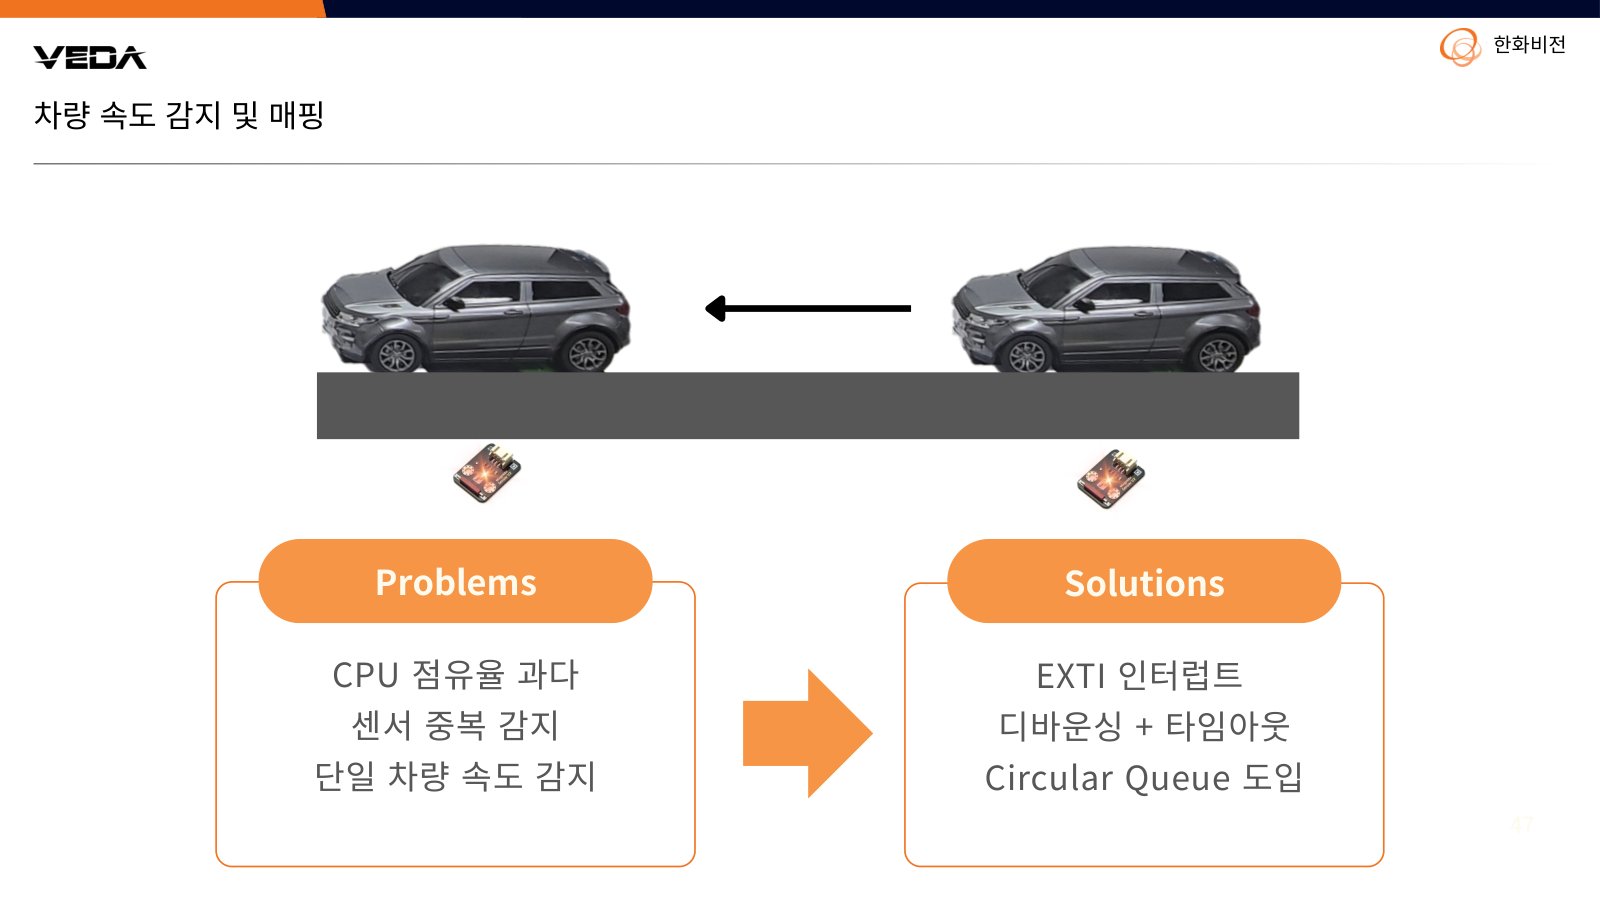 VEDA
한화비전
차량 속도 감지 및 매핑
Problems
CPU 점유율 과다
센서 중복 감지
단일 차량 속도 감지
Solutions
EXTI 인터럽트
디바운싱 + 타임아웃
Circular Queue 도입
47